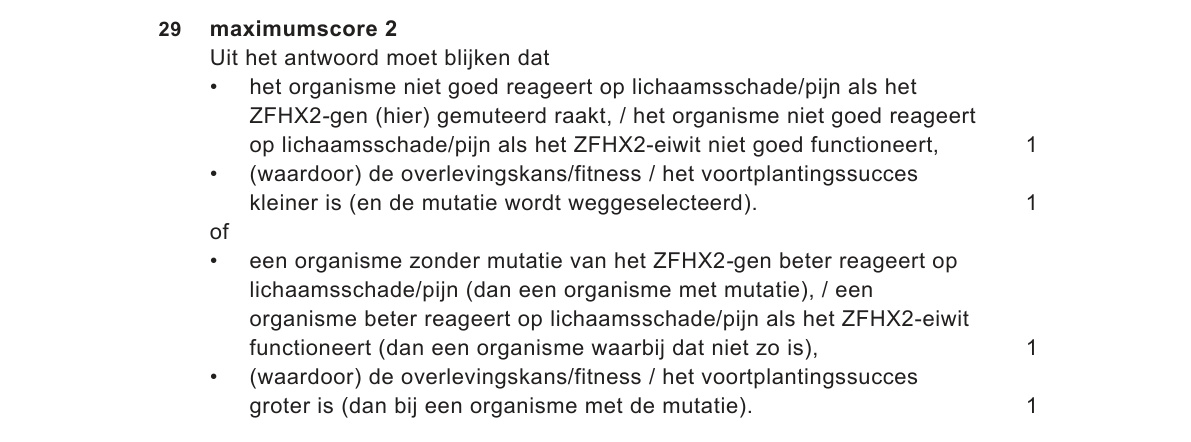 29 maximumscore 2
Uit het antwoord moet blijken dat
• het organisme niet goed reageert op lichaamsschade/pijn als het
ZFHX2-gen (hier) gemuteerd raakt, / het organisme niet goed reageert
op lichaamsschade/pijn als het ZFHX2-eiwit niet goed functioneert, 1
• (waardoor) de overlevingskans/fitness / het voortplantingssucces
kleiner is (en de mutatie wordt weggeselecteerd). 1
of
• een organisme zonder mutatie van het ZFHX2-gen beter reageert op
lichaamsschade/pijn (dan een organisme met mutatie), / een
organisme beter reageert op lichaamsschade/pijn als het ZFHX2-eiwit
functioneert (dan een organisme waarbij dat niet zo is), 1
• (waardoor) de overlevingskans/fitness / het voortplantingssucces
groter is (dan bij een organisme met de mutatie). 1